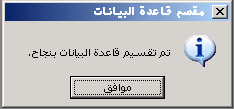 مقسم قاعدة البيانات
تم تقسيم قاعدة البيانات بنجاح.
موافق